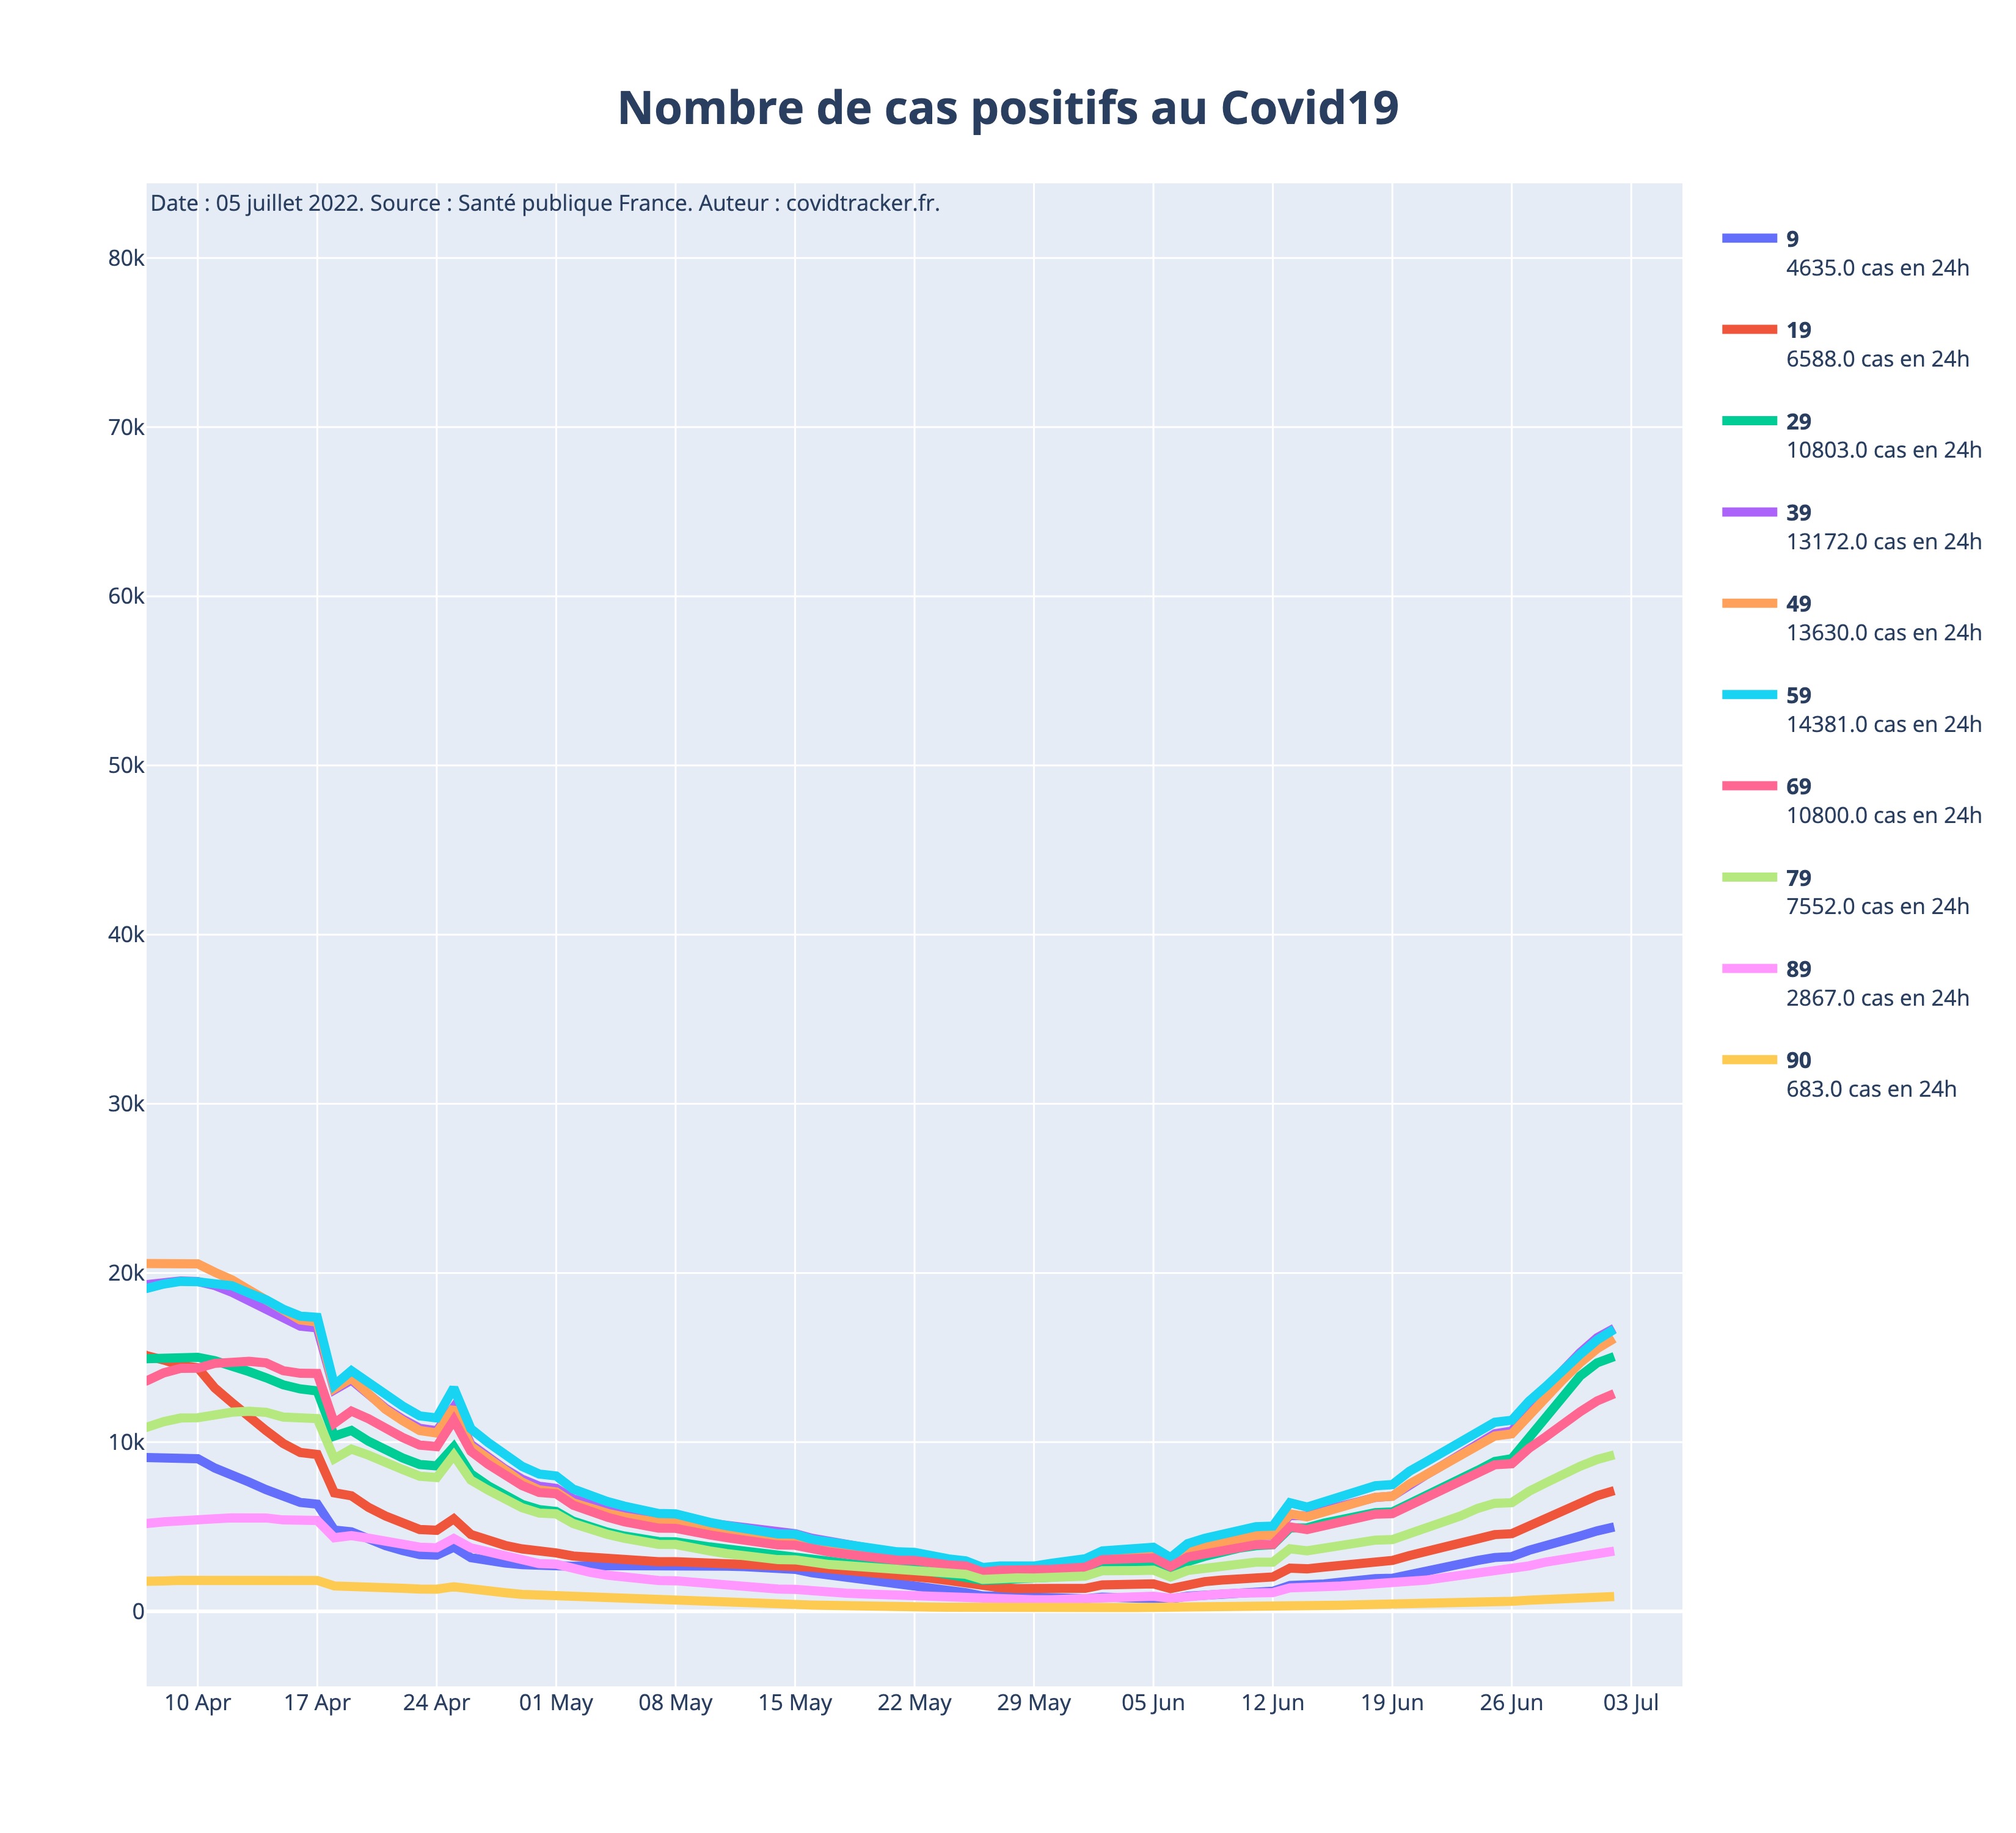 Nombre de cas positifs au Covid19
Date : 05 juillet 2022. Source : Santé publique France. Auteur : covidtracker.fr.
80k
70k
60k
50k
40k
30k
20k
10k
0
10 Apr
17 Apr
24 Apr
01 May
08 May
15 May
22 May
29 May
05 Jun
12 Jun
19 Jun
26 Jun
03 Jul
9
4635.0 cas en 24h
19
6588.0 cas en 24h
29
10803.0 cas en 24h
39
13172.0 cas en 24h
49
13630.0 cas en 24h
59
14381.0 cas en 24h
69
10800.0 cas en 24h
79
7552.0 cas en 24h
89
2867.0 cas en 24h
90
683.0 cas en 24h